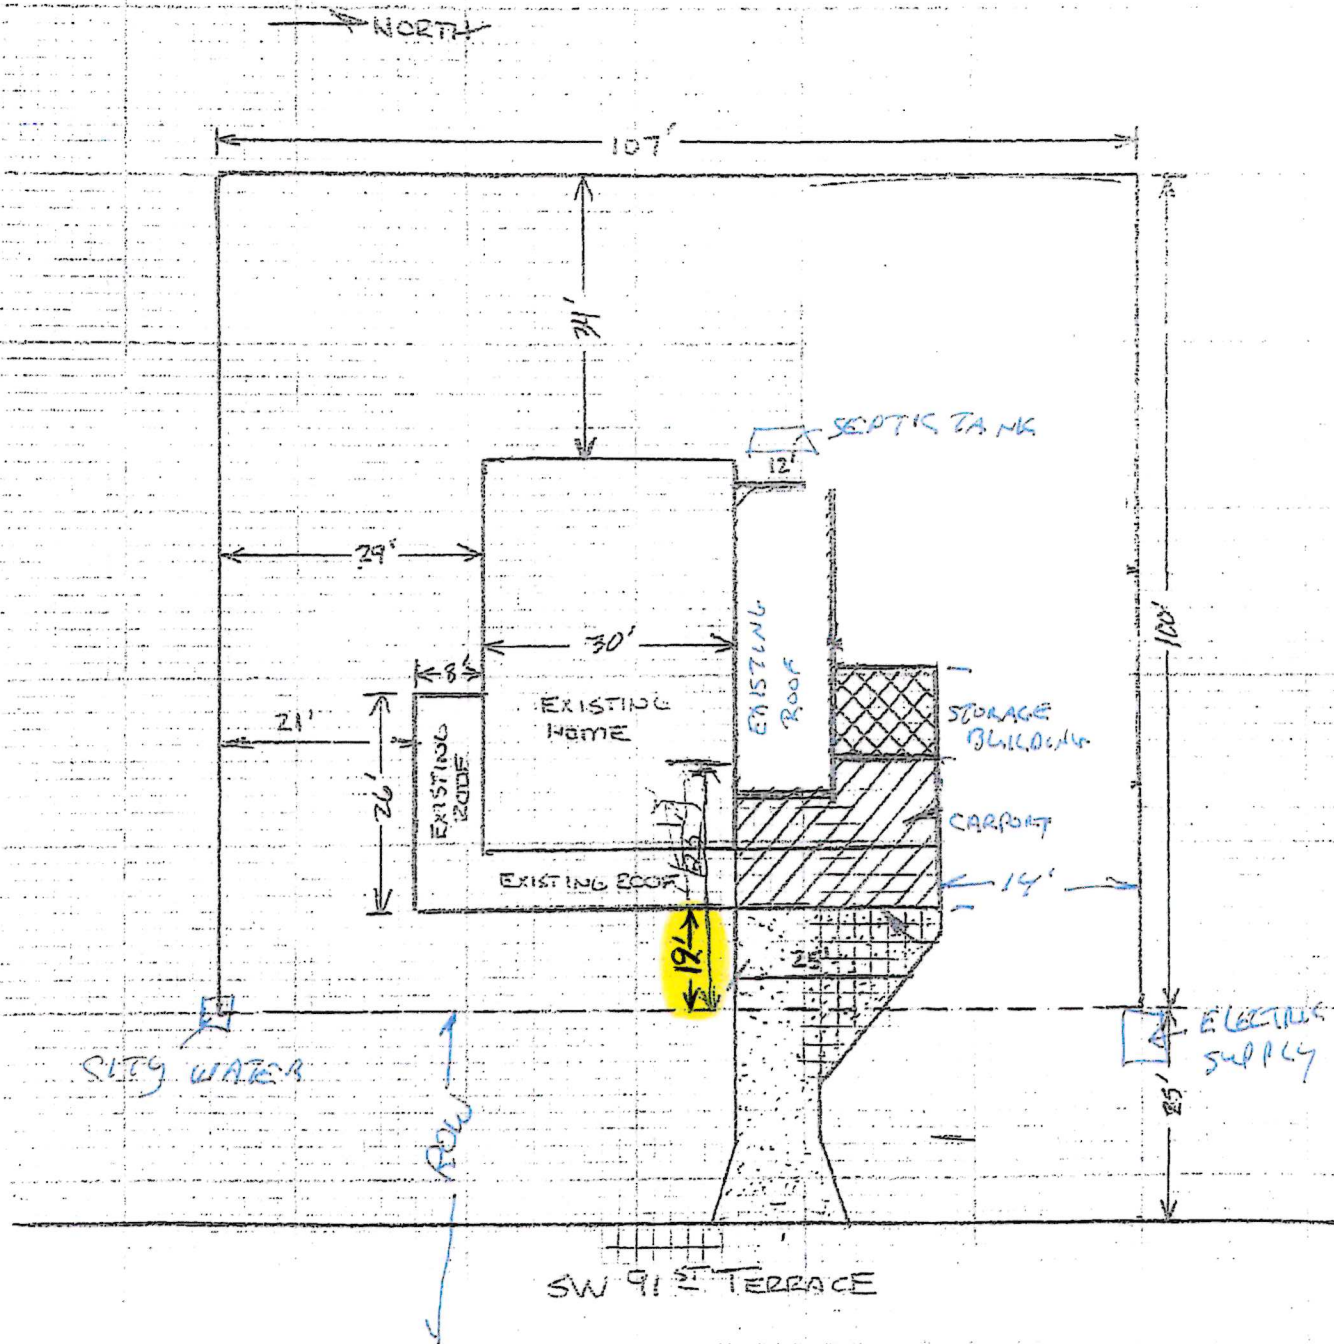 NORTH
107'
34'
SEPTIC TANK
12'
29'
30'
8'
21'
26'
EXISTING
HOME
EXISTING
ROOF
EXISTING
ROOF
STORAGE
BUILDING
CARPORT
EXISTING ROOF
14'
12'
25'
100'
CITY WATER
ELECTRIC
SUPPLY
25'
ROW
SW 91ST TERRACE